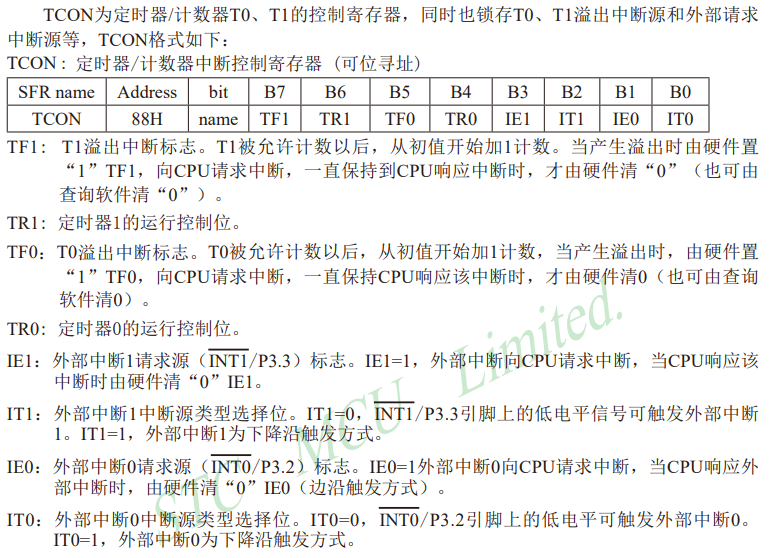 TCON为定时器/计数器T0、T1的控制寄存器，同时也锁存T0、T1溢出中断源和外部请求
中断源等，TCON格式如下：
TCON : 定时器/计数器中断控制寄存器 (可位寻址)
SFR name Address bit B7 B6 B5 B4 B3 B2 B1 B0
TCON 88H name TF1 TR1 TF0 TR0 IE1 IT1 IE0 IT0
TF1: T1溢出中断标志。T1被允许计数以后，从初值开始加1计数。当产生溢出时由硬件置
“1”TF1，向CPU请求中断，一直保持到CPU响应中断时，才由硬件清“0”（也可由
查询软件清“0”）。
TR1: 定时器1的运行控制位。
TF0: T0溢出中断标志。T0被允许计数以后，从初值开始加1计数，当产生溢出时，由硬件置
“1”TF0，向CPU请求中断，一直保持CPU响应该中断时，才由硬件清0（也可由查询
软件清0）。
TR0: 定时器0的运行控制位。
IE1: 外部中断1请求源（INT1/P3.3）标志。IE1=1，外部中断向CPU请求中断，当CPU响应该
中断时由硬件清“0”IE1。
IT1: 外部中断1中断源类型选择位。IT1=0，INT1/P3.3引脚上的低电平信号可触发外部中断
1。IT1=1，外部中断1为下降沿触发方式。
IE0: 外部中断0请求源（INT0/P3.2）标志。IE0=1外部中断0向CPU请求中断，当CPU响应外
部中断时，由硬件清“0”IE0（边沿触发方式）。
IT0: 外部中断0中断源类型选择位。IT0=0，INT0/P3.2引脚上的低电平可触发外部中断0。
IT0=1，外部中断0为下降沿触发方式。
STC MCU Limited.